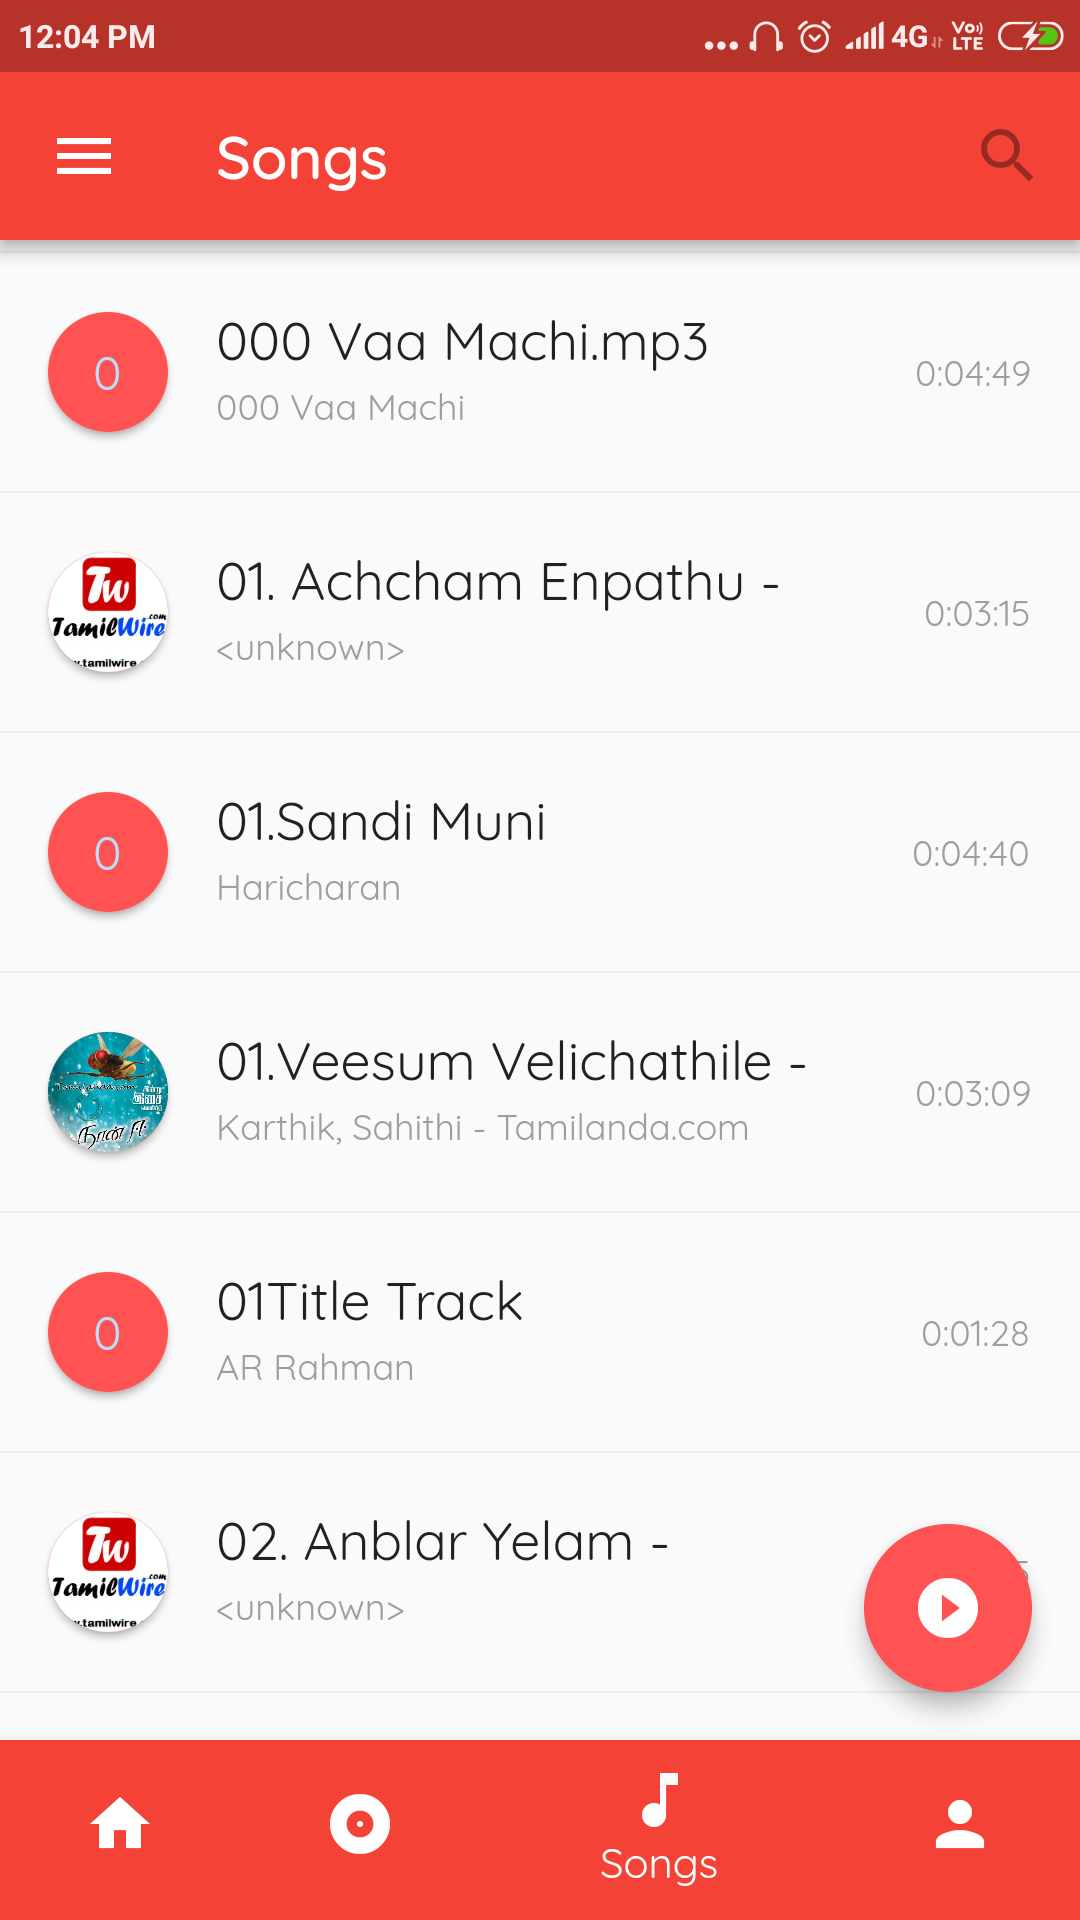 12:04 PM 4G VoLTE
Songs
0
000 Vaa Machi.mp3
000 Vaa Machi
0:04:49
Tw
TamilWire.com
.tamilwire.
01. Achcham Enpathu -
<unknown>
0:03:15
0
01.Sandi Muni
Haricharan
0:04:40
நான் ஈ
01.Veesum Velichathile -
Karthik, Sahithi - Tamilanda.com
0:03:09
0
01Title Track
AR Rahman
0:01:28
Tw
TamilWire.com
.tamilwire.
02. Anblar Yelam -
<unknown>
Songs